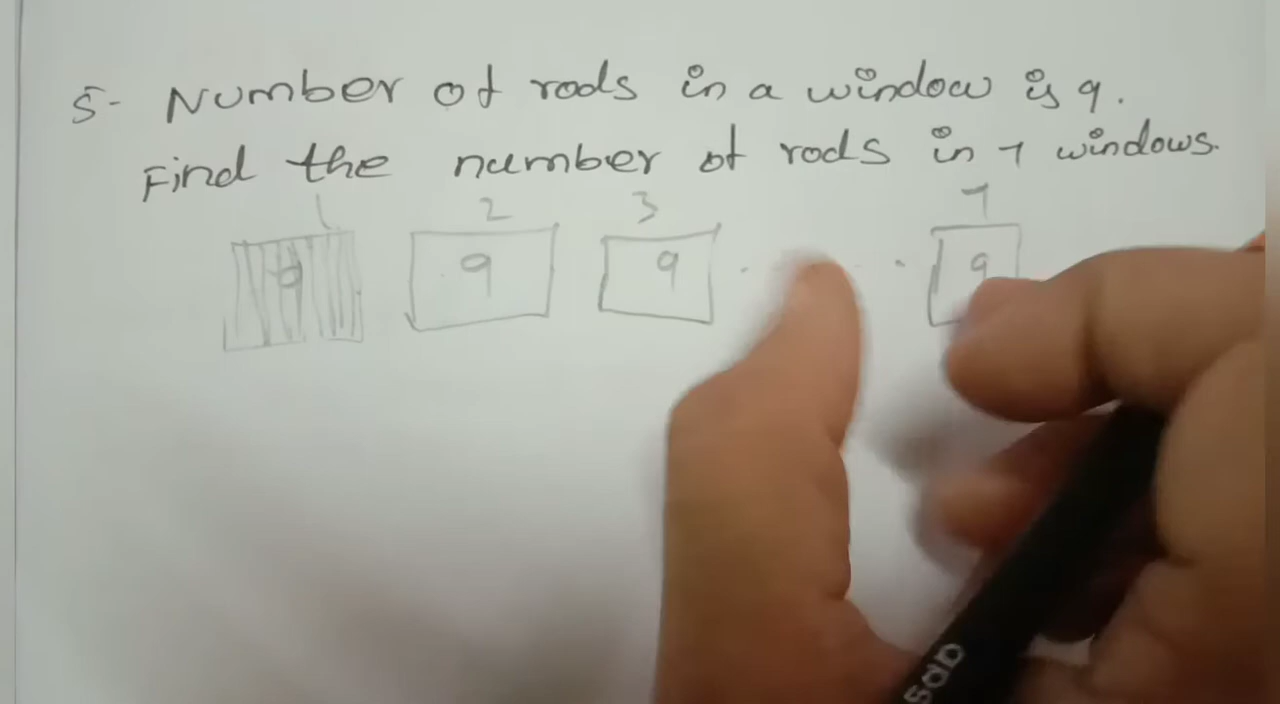 5- Number of rods in a window is 9.
Find the number of rods in 7 windows.
1 2 3 7
9 9 9 . . 9